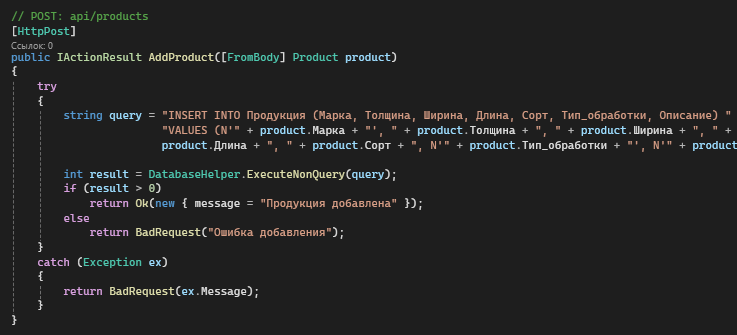 // POST: api/products
[HttpPost]
Ссылок: 0
public IActionResult AddProduct([FromBody] Product product)
{
try
{
string query = "INSERT INTO Продукция (Марка, Толщина, Ширина, Длина, Сорт, Тип_обработки, Описание) "
"VALUES (N'" + product.Марка + "', " + product.Толщина + ", " + product.Ширина + ", " +
product.Длина + ", " + product.Сорт + ", N'" + product.Тип_обработки + "', N'" + product
int result = DatabaseHelper.ExecuteNonQuery(query);
if (result > 0)
return Ok(new { message = "Продукция добавлена" });
else
return BadRequest("Ошибка добавления");
}
catch (Exception ex)
{
return BadRequest(ex.Message);
}
}